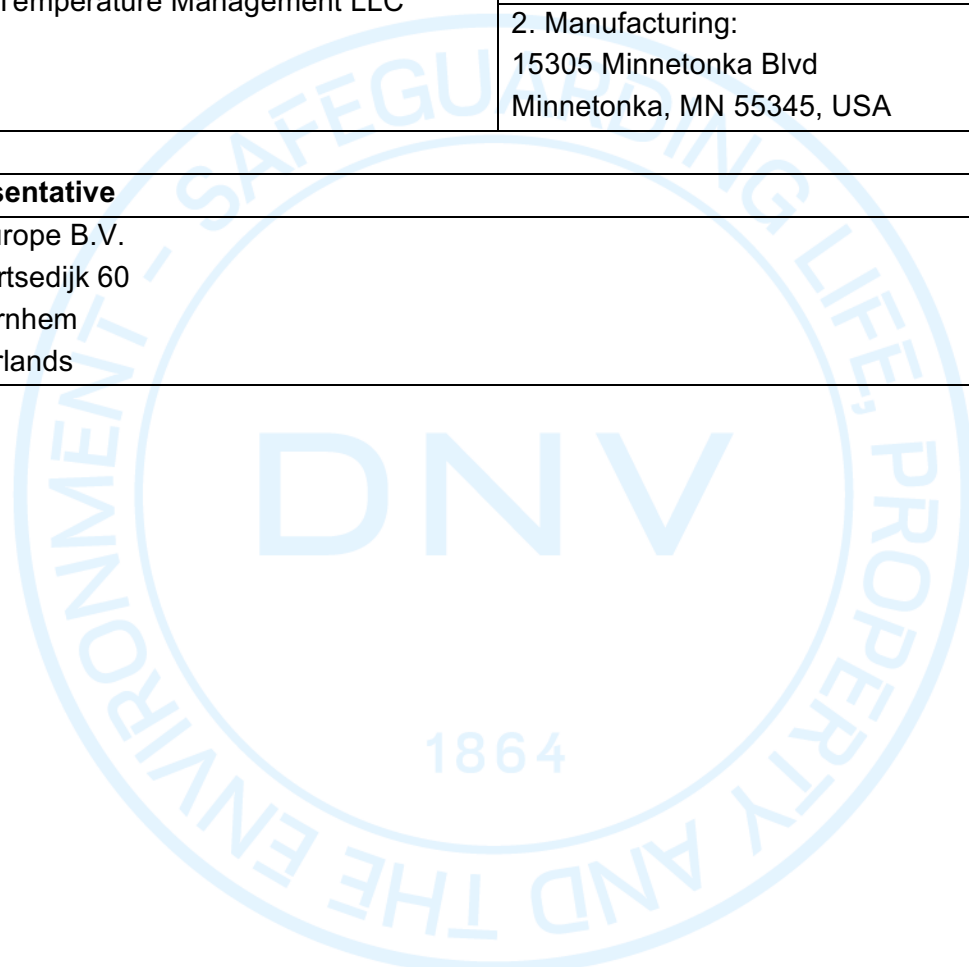 Temperature Management LLC
2. Manufacturing:
15305 Minnetonka Blvd
Minnetonka, MN 55345, USA
sentative
urope B.V.
rtsedijk 60
rnhem
rlands
SAFEGUARDING LIFE, PROPERTY AND THE ENVIRONMENT
DNV
1864